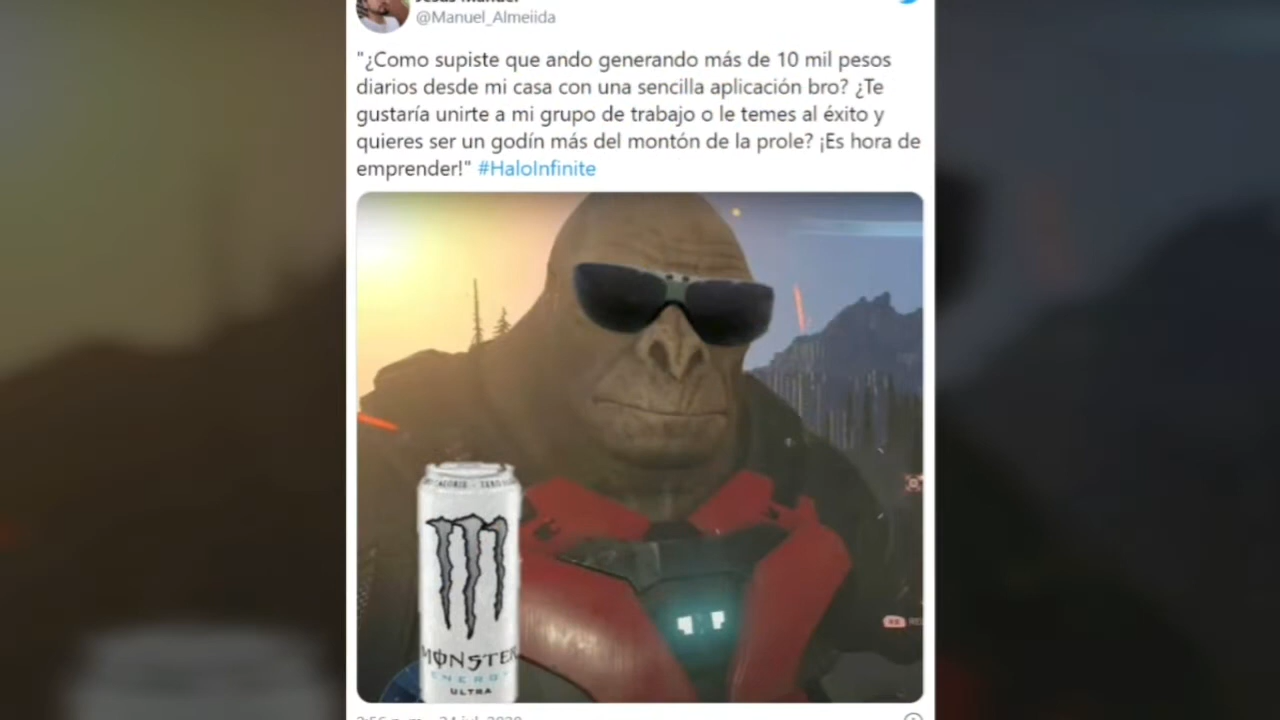 Jesús Manuel
@Manuel_Almeiida
"¿Como supiste que ando generando más de 10 mil pesos
diarios desde mi casa con una sencilla aplicación bro? ¿Te
gustaría unirte a mi grupo de trabajo o le temes al éxito y
quieres ser un godín más del montón de la prole? ¡Es hora de
emprender!" #HaloInfinite
MONSTER
ENERGY
ULTRA